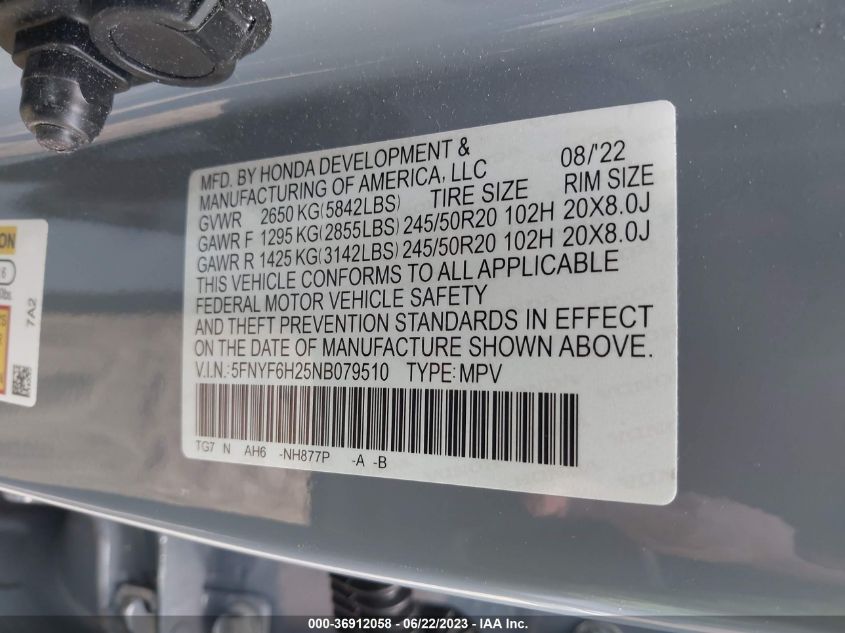 MFD. BY HONDA DEVELOPMENT & 08/'22
MANUFACTURING OF AMERICA, LLC
GVWR 2650 KG(5842LBS) TIRE SIZE RIM SIZE
GAWR F 1295 KG(2855LBS) 245/50R20 102H 20X8.0J
GAWR R 1425 KG(3142LBS) 245/50R20 102H 20X8.0J
THIS VEHICLE CONFORMS TO ALL APPLICABLE
FEDERAL MOTOR VEHICLE SAFETY
AND THEFT PREVENTION STANDARDS IN EFFECT
ON THE DATE OF MANUFACTURE SHOWN ABOVE.
V.I.N.:5FNYF6H25NB079510 TYPE:MPV
TG7 N AH6 -NH877P -A -B
7A2
000-36912058 - 06/22/2023 - IAA Inc.